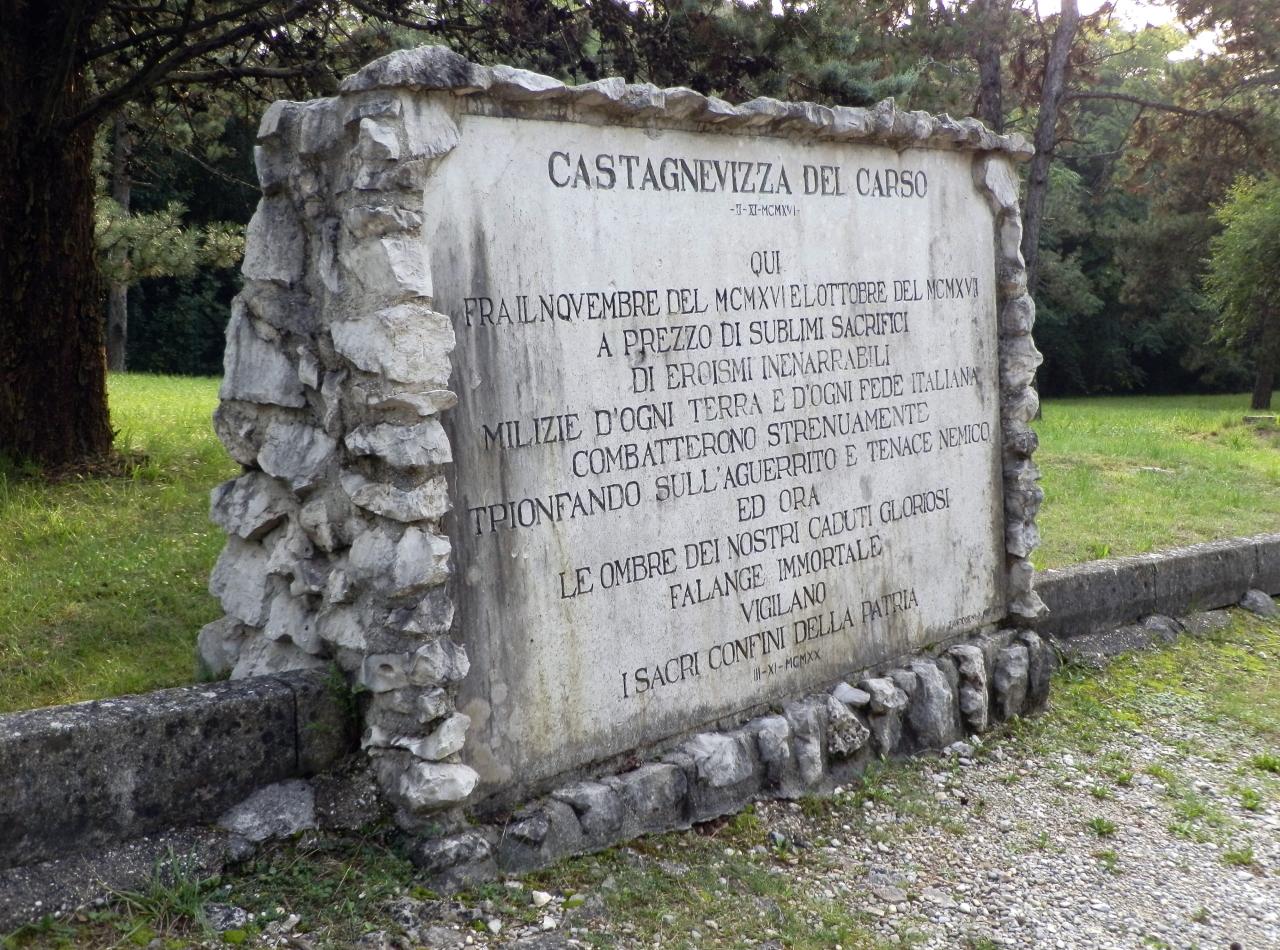 CASTAGNEVIZZA DEL CARSO
-II-XI-MCMXVI-
QUI
FRA IL NOVEMBRE DEL MCMXVI E L'OTTOBRE DEL MCMXVII
A PREZZO DI SUBLIMI SACRIFICI
DI EROISMI INENARRABILI
MILIZIE D'OGNI TERRA E D'OGNI FEDE ITALIANA
COMBATTERONO STRENUAMENTE
TRIONFANDO SULL'AGUERRITO E TENACE NEMICO
ED ORA
LE OMBRE DEI NOSTRI CADUTI GLORIOSI
FALANGE IMMORTALE
VIGILANO
I SACRI CONFINI DELLA PATRIA
III-XI-MCMXX